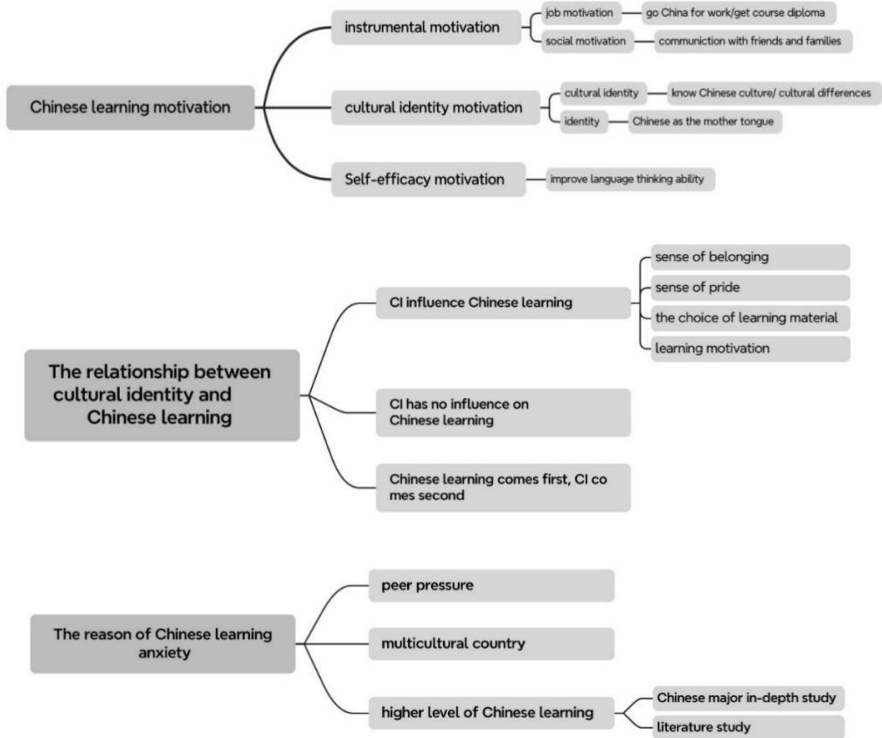 Chinese learning motivation
instrumental motivation
job motivation
go China for work/get course diploma
social motivation
communiction with friends and families
cultural identity motivation
cultural identity
know Chinese culture/ cultural differences
identity
Chinese as the mother tongue
Self-efficacy motivation
improve language thinking ability
The relationship between
cultural identity and
Chinese learning
CI influence Chinese learning
sense of belonging
sense of pride
the choice of learning material
learning motivation
CI has no influence on
Chinese learning
Chinese learning comes first, CI co
mes second
The reason of Chinese learning
anxiety
peer pressure
multicultural country
higher level of Chinese learning
Chinese major in-depth study
literature study